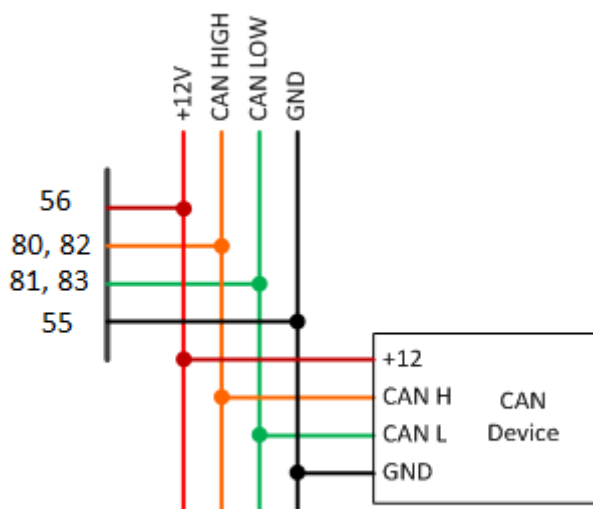 +12V
CAN HIGH
CAN LOW
GND
56
80, 82
81, 83
55
+12
CAN H
CAN L
GND
CAN
Device